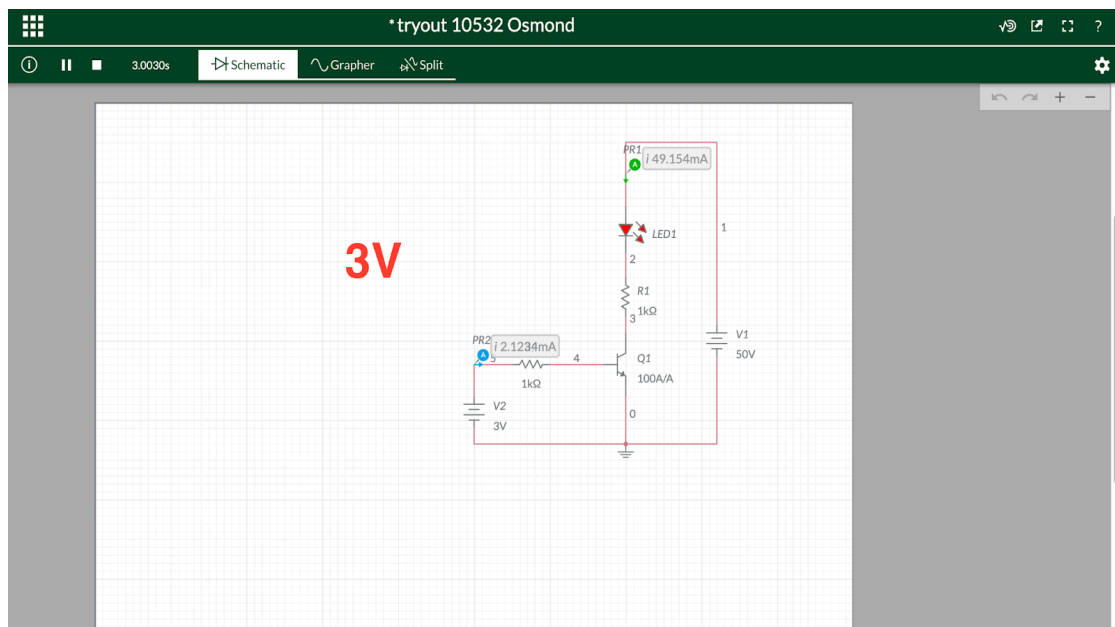 *tryout 10532 Osmond
?
3.0030s
Schematic
Grapher
Split
PR1
A
i 49.154mA
LED1
1
2
3V
R1
1kΩ
3
V1
50V
PR2
A
i 2.1234mA
5
4
1kΩ
Q1
100A/A
V2
3V
0